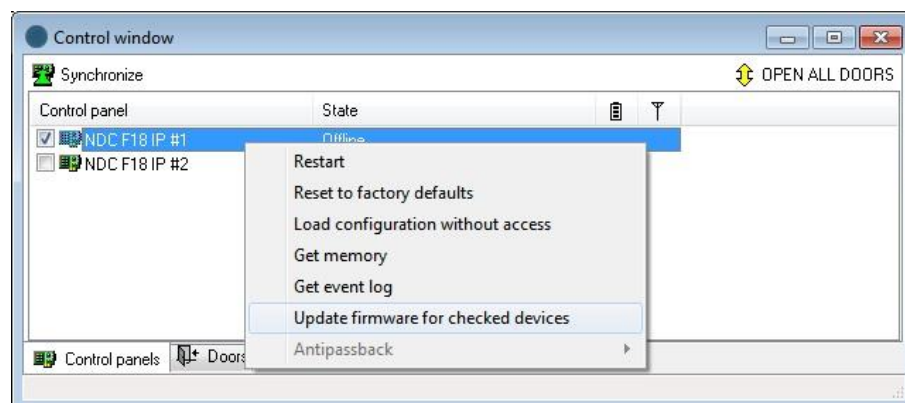 Control window
Synchronize OPEN ALL DOORS
Control panel State
NDC F18 IP #1 Offline
NDC F18 IP #2
Restart
Reset to factory defaults
Load configuration without access
Get memory
Get event log
Update firmware for checked devices
Antipassback
Control panels Doors